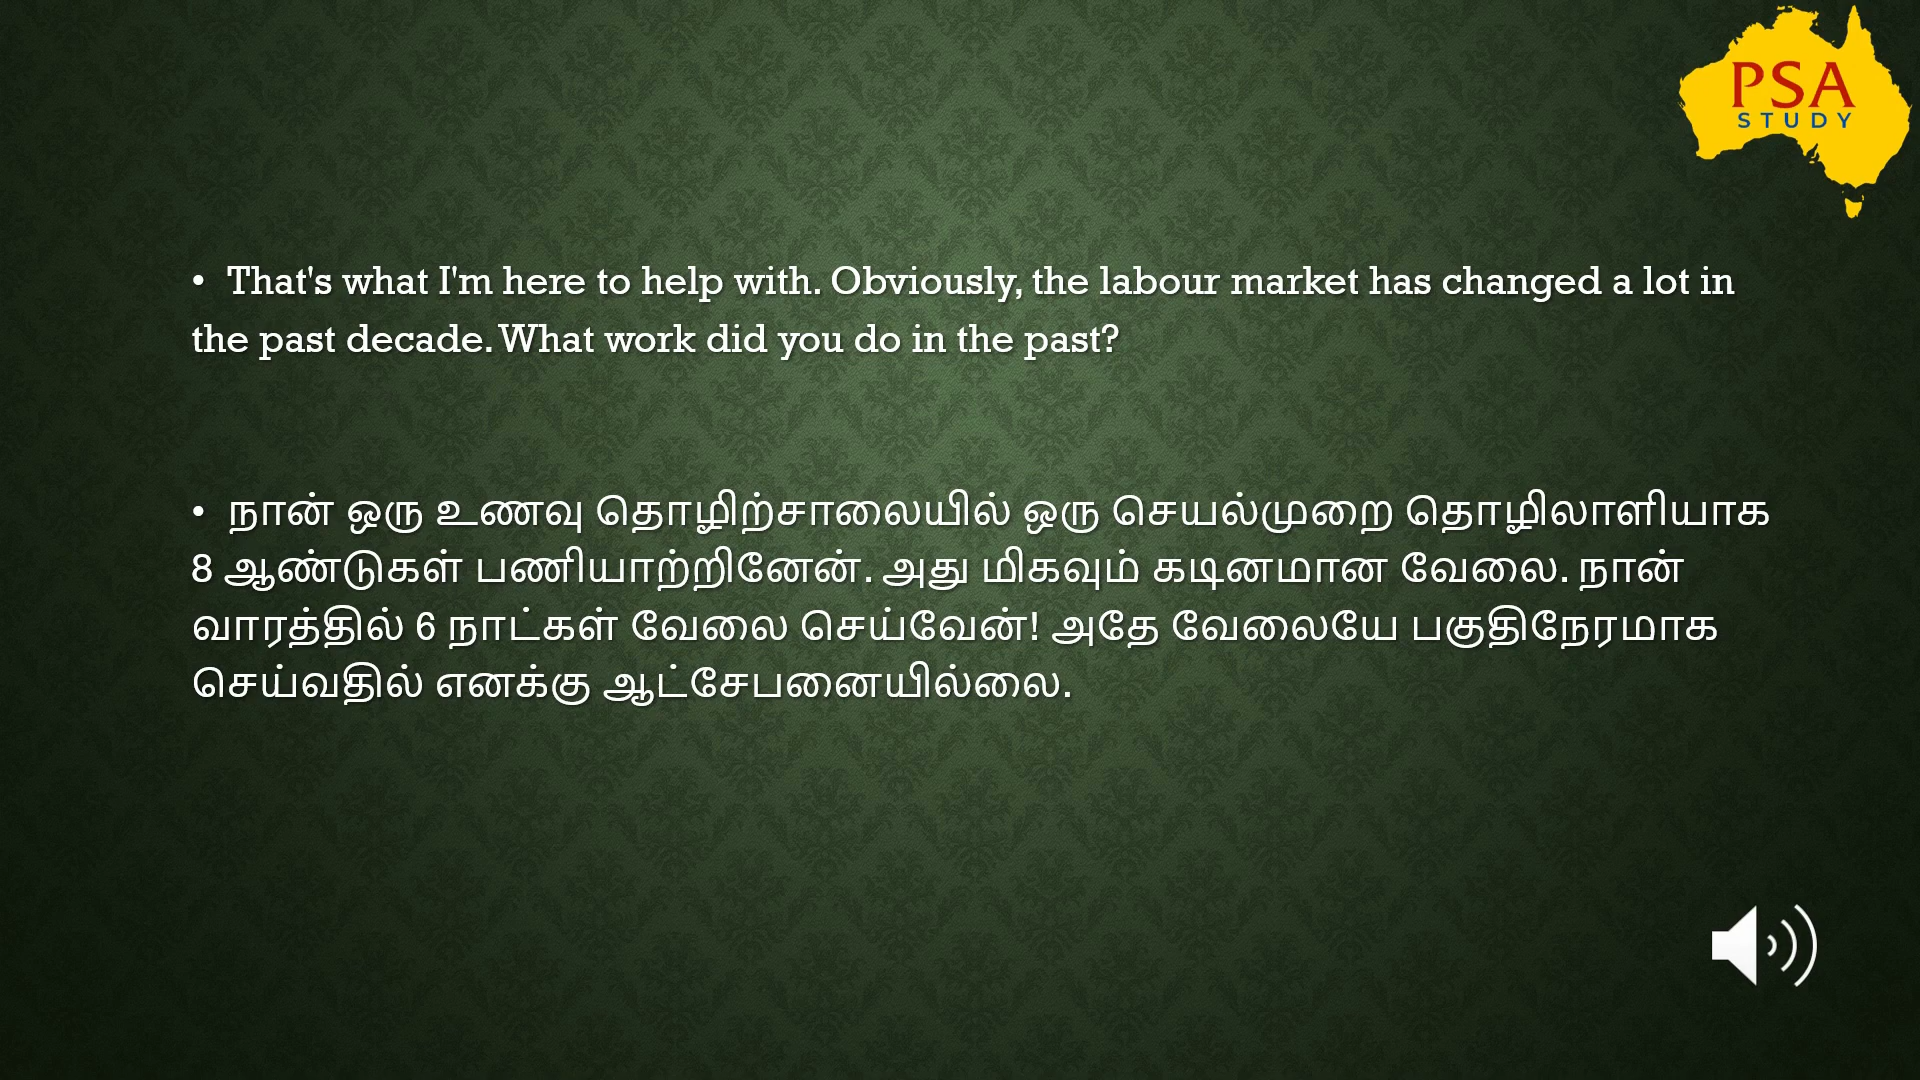 PSA
STUDY
• That's what I'm here to help with. Obviously, the labour market has changed a lot in
the past decade. What work did you do in the past?
• நான் ஒரு உணவு தொழிற்சாலையில் ஒரு செயல்முறை தொழிலாளியாக
8 ஆண்டுகள் பணியாற்றினேன். அது மிகவும் கடினமான வேலை. நான்
வாரத்தில் 6 நாட்கள் வேலை செய்வேன்! அதே வேலையே பகுதிநேரமாக
செய்வதில் எனக்கு ஆட்சேபனையில்லை.